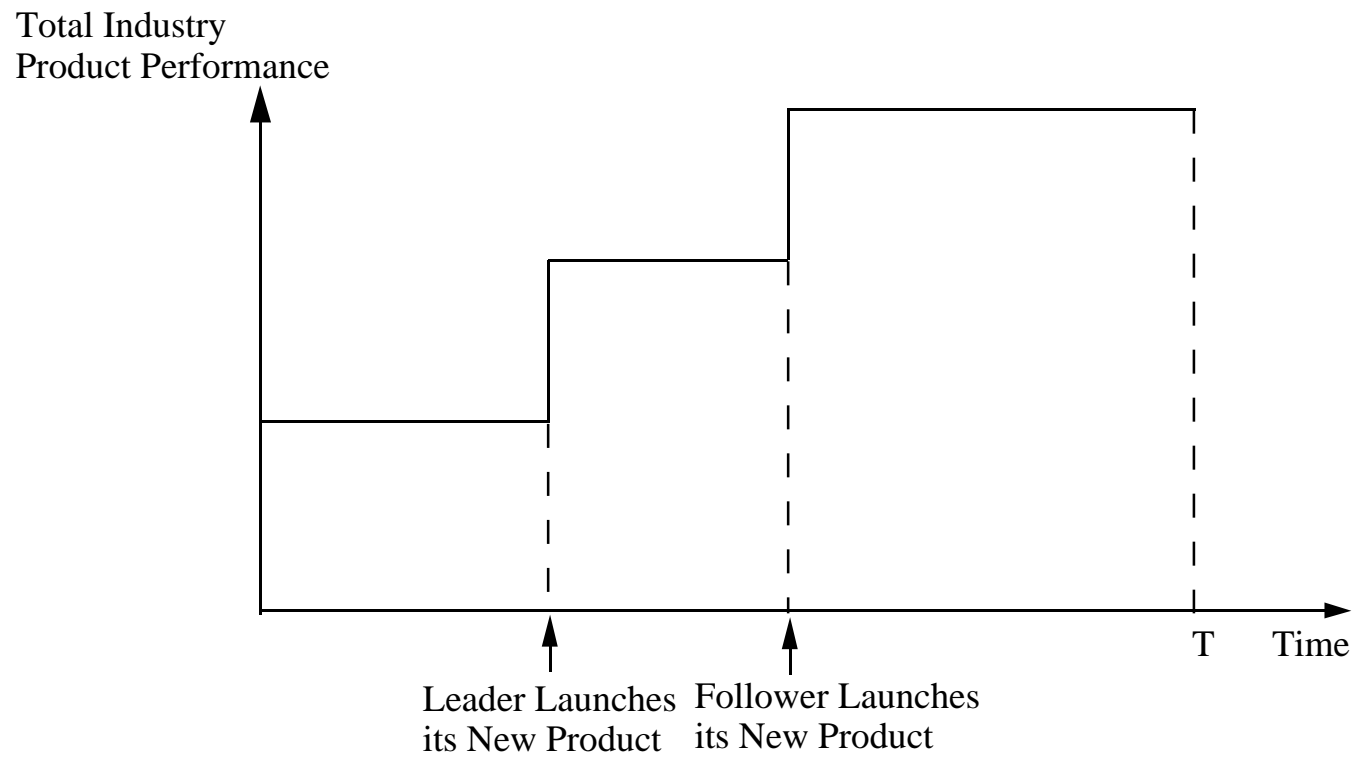 Total Industry
Product Performance
T
Time
Leader Launches
its New Product
Follower Launches
its New Product